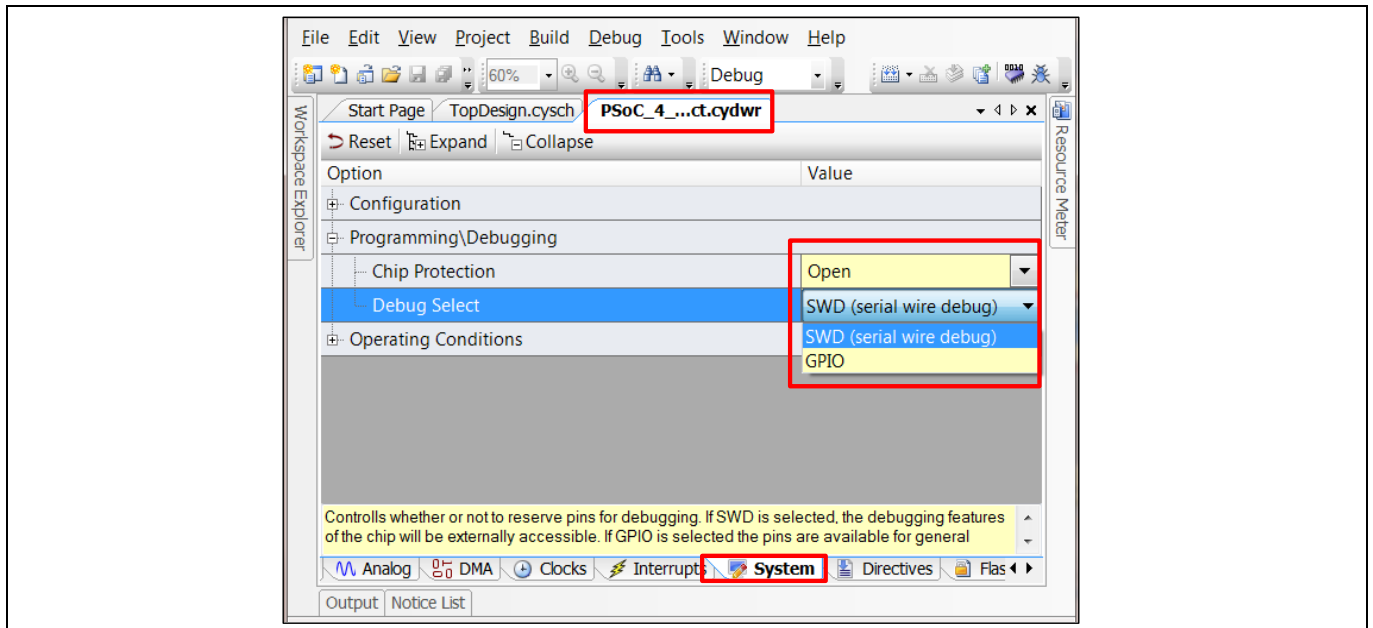 File Edit View Project Build Debug Tools Window Help
60% Debug
Start Page TopDesign.cysch PSoC_4_...ct.cydwr
Workspace Explorer
Resource Meter
Reset Expand Collapse
Option Value
Configuration
Programming\Debugging
Chip Protection Open
Debug Select SWD (serial wire debug)
SWD (serial wire debug)
Operating Conditions
GPIO
Controlls whether or not to reserve pins for debugging. If SWD is selected, the debugging features
of the chip will be externally accessible. If GPIO is selected the pins are available for general
Analog DMA Clocks Interrupts System Directives Flas
Output Notice List